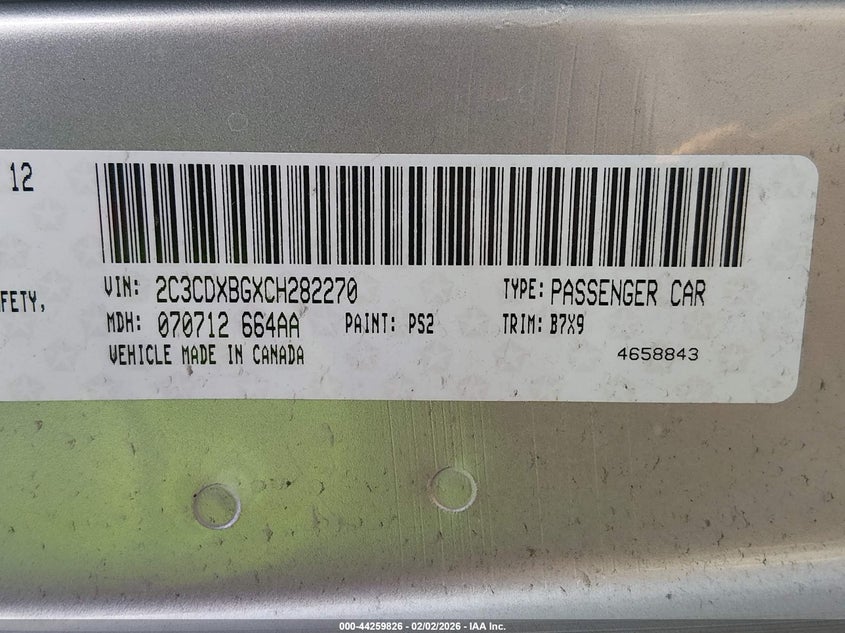 12
VIN: 2C3CDXBGXCH282270 TYPE: PASSENGER CAR
FETY, MDH: 070712 664AA PAINT: PS2 TRIM: B7X9
VEHICLE MADE IN CANADA 4658843
000-44259826 - 02/02/2026 - IAA Inc.